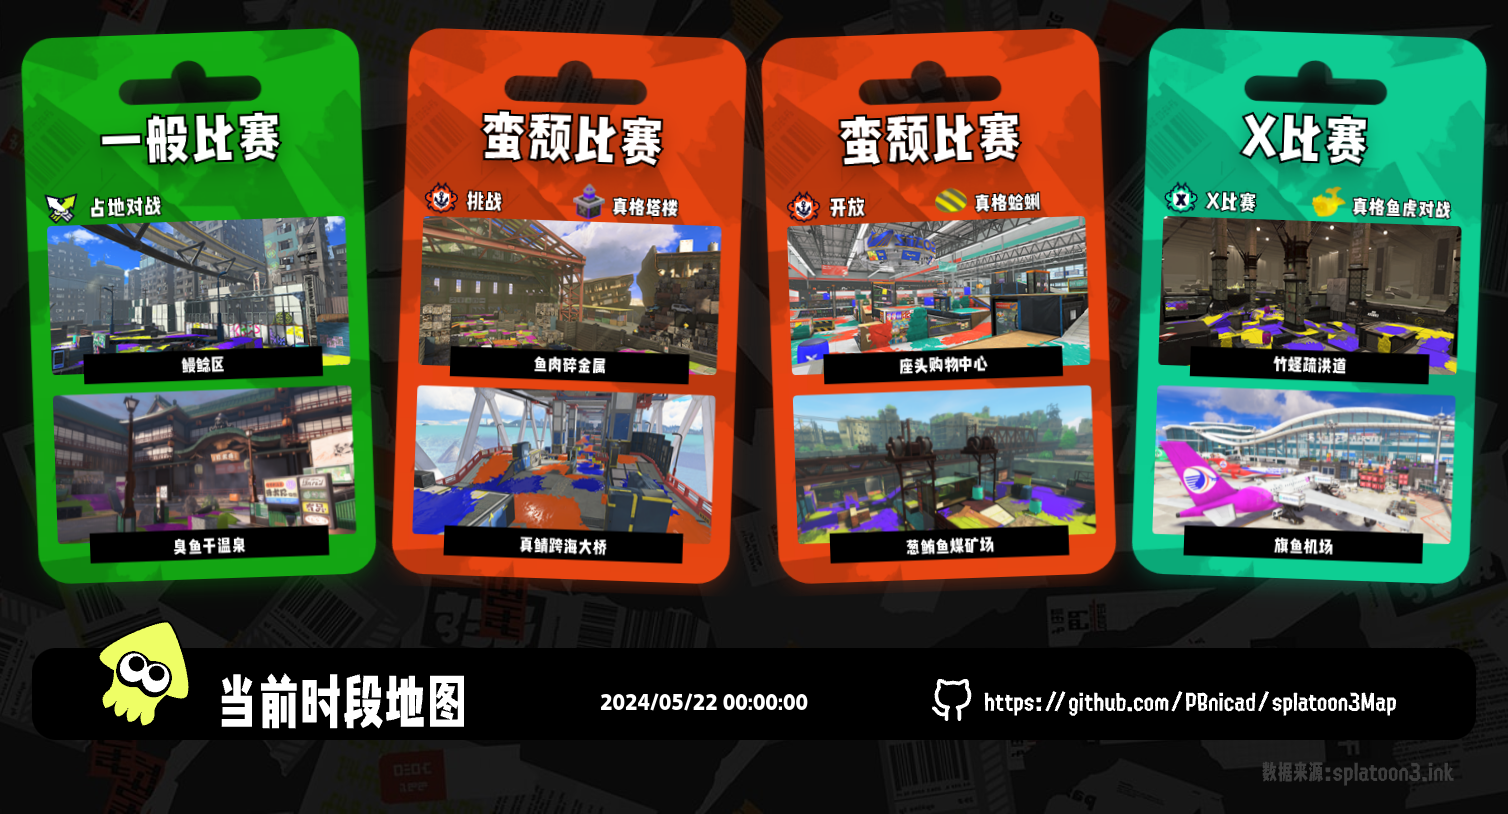 一般比赛
占地对战
鳗鲶区
臭鱼干温泉
蛮颓比赛
挑战
真格塔楼
鱼肉碎金属
真鲭跨海大桥
蛮颓比赛
开放
真格蛤蜊
座头购物中心
葱鲔鱼煤矿场
X比赛
X比赛
真格鱼虎对战
竹蛏疏洪道
旗鱼机场
当前时段地图
2024/05/22 00:00:00
https://github.com/PBnicad/splatoon3Map
数据来源:splatoon3.ink